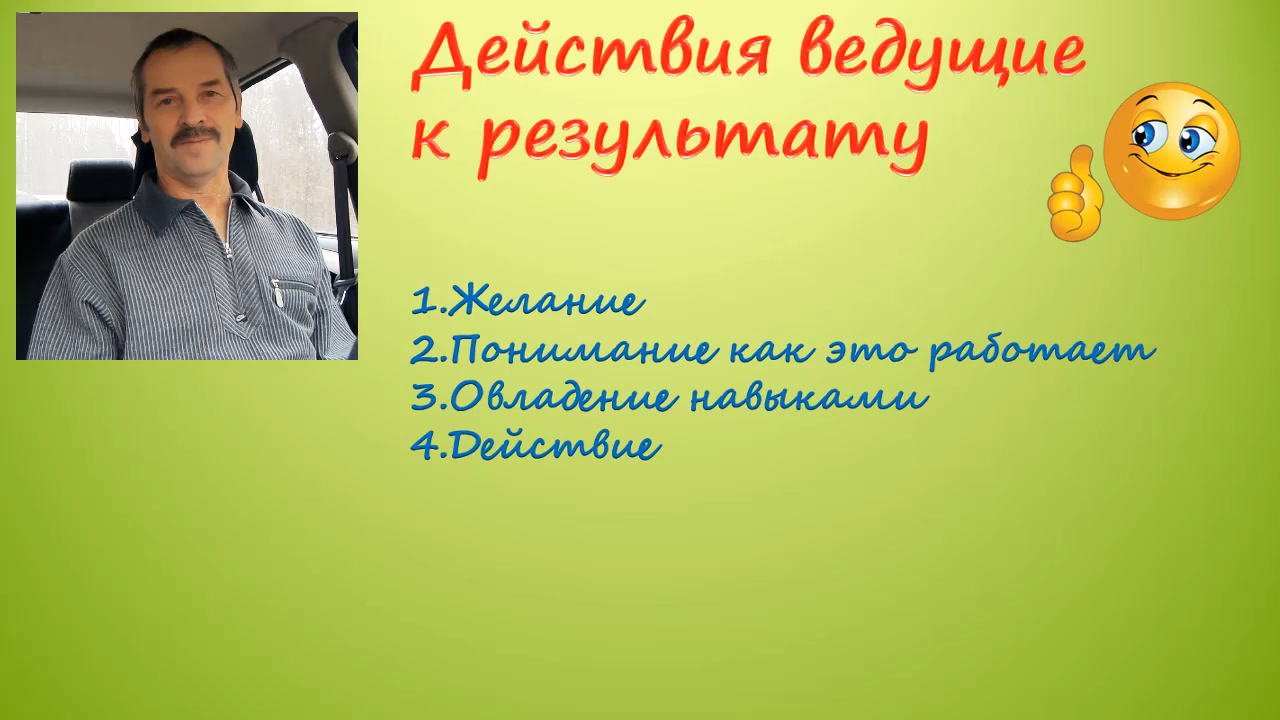 Действия ведущие
к результату
1.Желание
2.Понимание как это работает
3.Овладение навыками
4.Действие